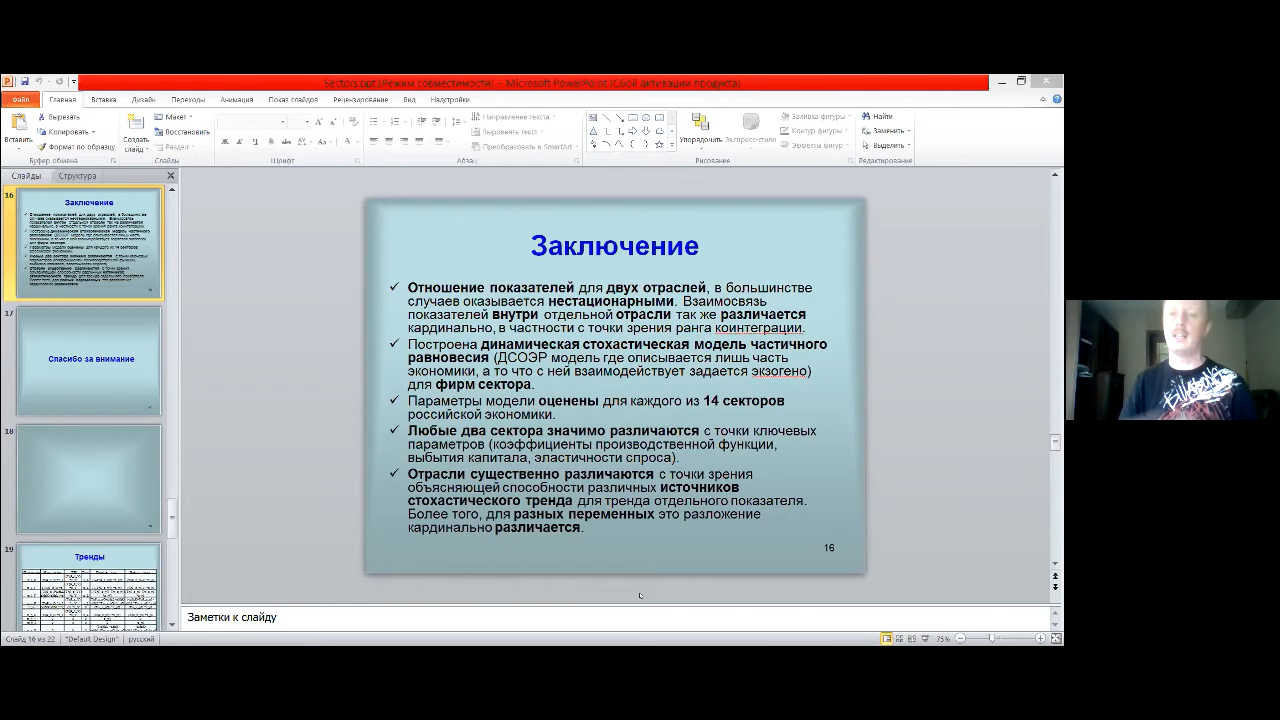 Sectors.ppt [Режим совместимости] - Microsoft PowerPoint (Сбой активации продукта)
Файл Главная Вставка Дизайн Переходы Анимация Показ слайдов Рецензирование Вид Надстройки
Вставить
Вырезать
Копировать
Формат по образцу
Буфер обмена
Создать слайд
Макет
Восстановить
Раздел
Слайды
Шрифт
Направление текста
Выровнять текст
Преобразовать в SmartArt
Абзац
Упорядочить
Экспресс-стили
Заливка фигуры
Контур фигуры
Эффекты фигур
Рисование
Найти
Заменить
Выделить
Редактирование
Слайды Структура
16
Заключение
17
Спасибо за внимание
18
19
Тренды
Заключение
✓ Отношение показателей для двух отраслей, в большинстве
случаев оказывается нестационарными. Взаимосвязь
показателей внутри отдельной отрасли так же различается
кардинально, в частности с точки зрения ранга коинтеграции.
✓ Построена динамическая стохастическая модель частичного
равновесия (ДСОЭР модель где описывается лишь часть
экономики, а то что с ней взаимодействует задается экзогено)
для фирм сектора.
✓ Параметры модели оценены для каждого из 14 секторов
российской экономики.
✓ Любые два сектора значимо различаются с точки ключевых
параметров (коэффициенты производственной функции,
выбытия капитала, эластичности спроса).
✓ Отрасли существенно различаются с точки зрения
объясняющей способности различных источников
стохастического тренда для тренда отдельного показателя.
Более того, для разных переменных это разложение
кардинально различается.
16
Заметки к слайду
Слайд 16 из 22 "Default Design" русский 75%